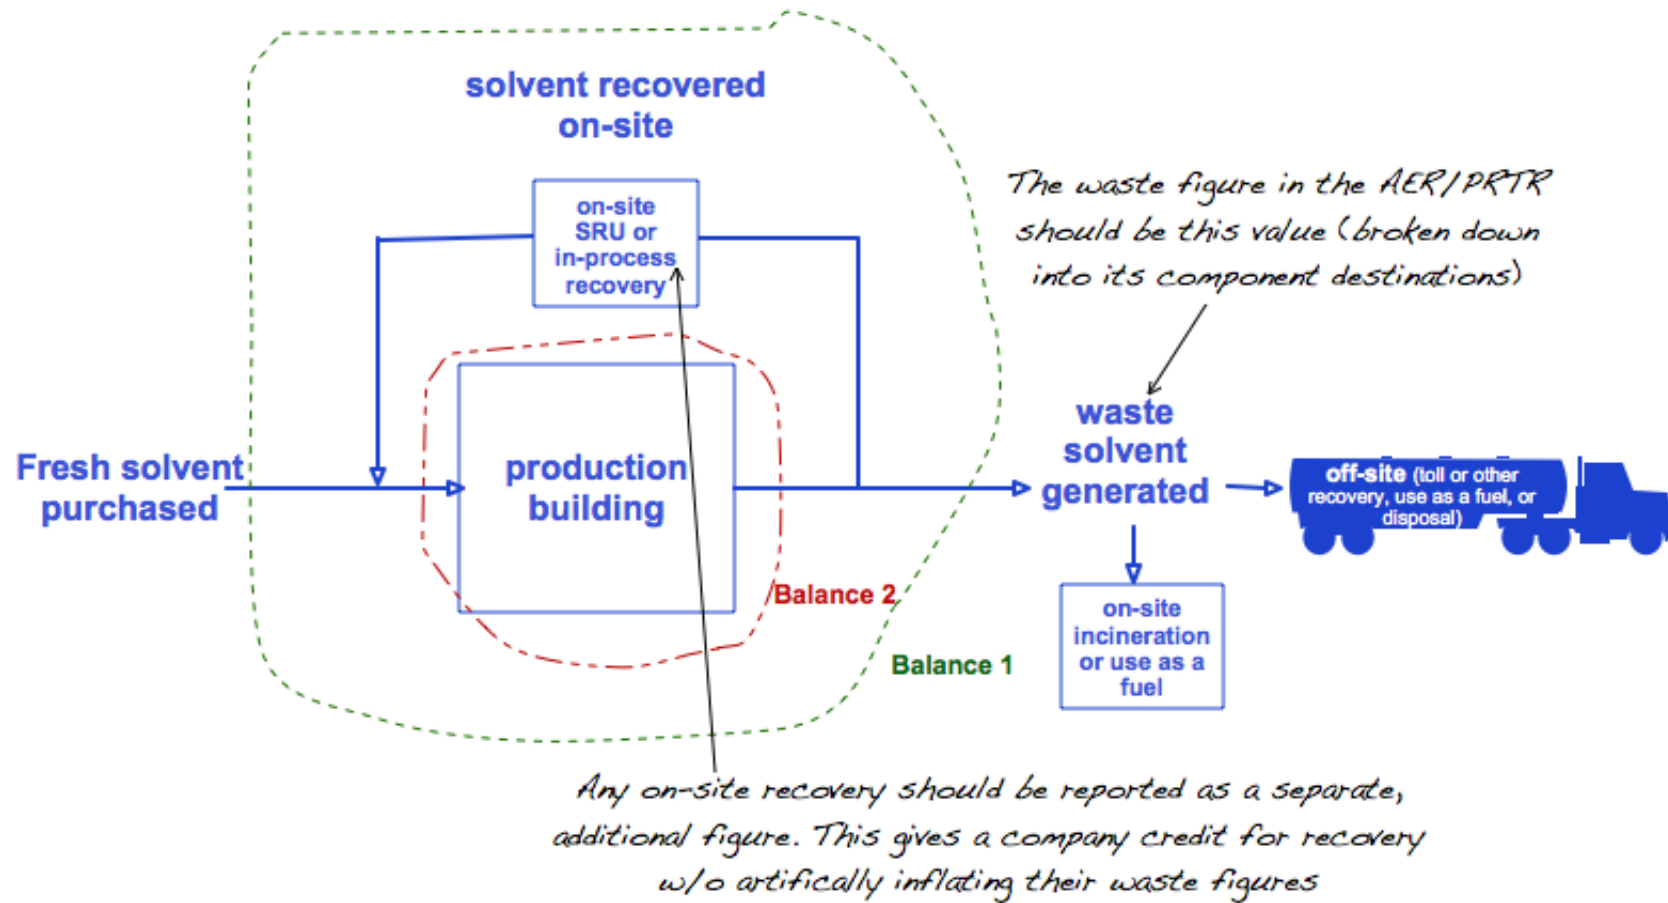 solvent recovered
on-site
on-site
SRU or
in-process
recovery
The waste figure in the AER/PRTR
should be this value (broken down
into its component destinations)
Fresh solvent
purchased
production
building
waste
solvent
generated
off-site (toll or other
recovery, use as a fuel, or
disposal)
Balance 2
Balance 1
on-site
incineration
or use as a
fuel
Any on-site recovery should be reported as a separate,
additional figure. This gives a company credit for recovery
w/o artifically inflating their waste figures